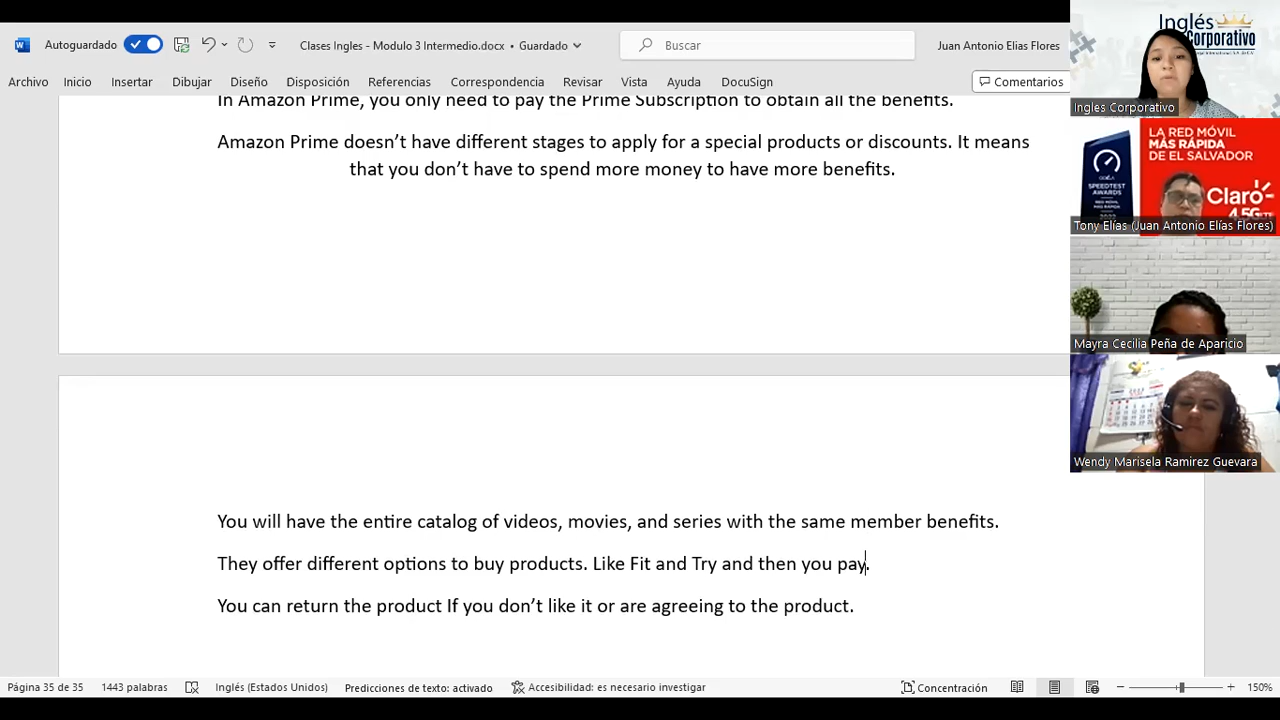 Autoguardado
Clases Ingles - Modulo 3 Intermedio.docx • Guardado
Buscar
Juan Antonio Elias Flores
Archivo Inicio Insertar Dibujar Diseño Disposición Referencias Correspondencia Revisar Vista Ayuda DocuSign
Comentarios
In Amazon Prime, you only need to pay the Prime Subscription to obtain all the benefits.
Amazon Prime doesn't have different stages to apply for a special products or discounts. It means
that you don't have to spend more money to have more benefits.
You will have the entire catalog of videos, movies, and series with the same member benefits.
They offer different options to buy products. Like Fit and Try and then you pay.
You can return the product If you don't like it or are agreeing to the product.
Página 35 de 35 1443 palabras Inglés (Estados Unidos) Predicciones de texto: activado Accesibilidad: es necesario investigar Concentración 150%
Inglés
Corporativo
Ingles Corporativo
LA RED MÓVIL
MÁS RÁPIDA
DE EL SALVADOR
SPEEDTEST
AWARDS
Claro
4.5G
Tony Elías (Juan Antonio Elías Flores)
Mayra Cecilia Peña de Aparicio
Wendy Marisela Ramirez Guevara